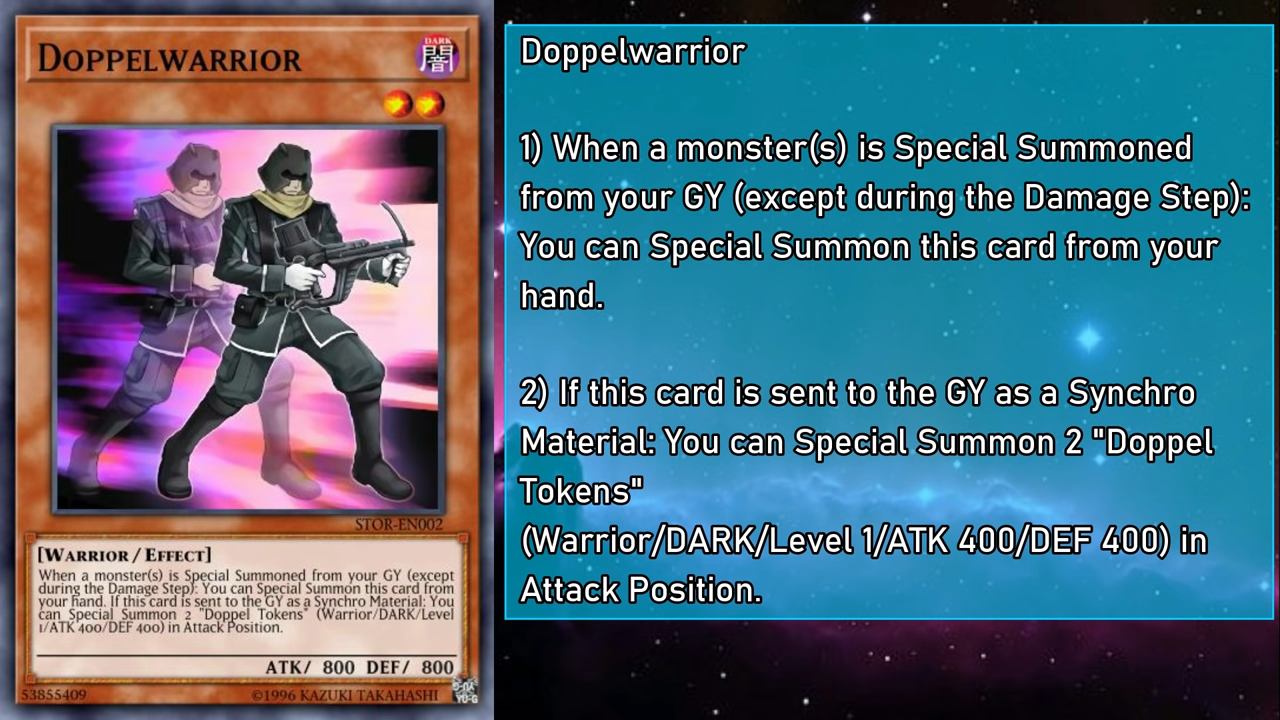 DOPPELWARRIOR
DARK
闇
STOR-EN002
[WARRIOR / EFFECT]
When a monster(s) is Special Summoned from your GY (except
during the Damage Step): You can Special Summon this card from
your hand. If this card is sent to the GY as a Synchro Material: You
can Special Summon 2 "Doppel Tokens" (Warrior/DARK/Level
1/ATK 400/DEF 400) in Attack Position.
ATK/ 800 DEF/ 800
53855409
©1996 KAZUKI TAKAHASHI
Doppelwarrior
1) When a monster(s) is Special Summoned
from your GY (except during the Damage Step):
You can Special Summon this card from your
hand.
2) If this card is sent to the GY as a Synchro
Material: You can Special Summon 2 "Doppel
Tokens"
(Warrior/DARK/Level 1/ATK 400/DEF 400) in
Attack Position.